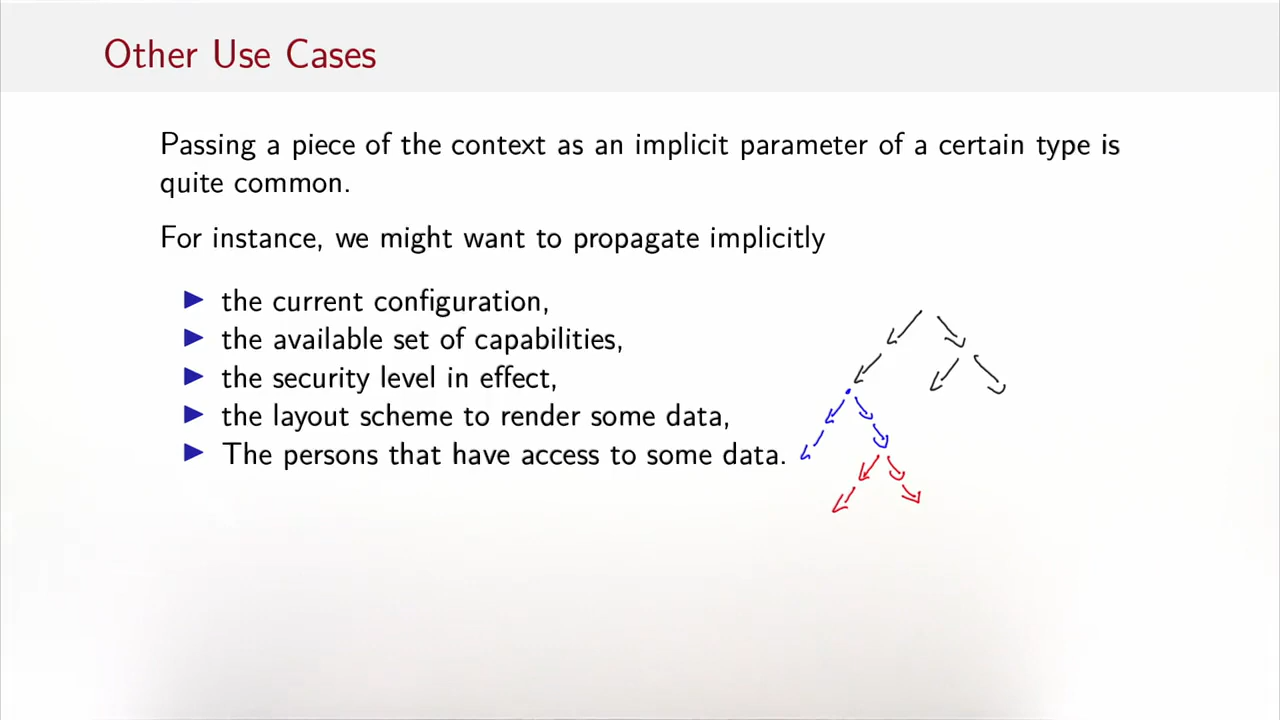 Other Use Cases
Passing a piece of the context as an implicit parameter of a certain type is
quite common.
For instance, we might want to propagate implicitly
▶ the current configuration,
▶ the available set of capabilities,
▶ the security level in effect,
▶ the layout scheme to render some data,
▶ The persons that have access to some data.